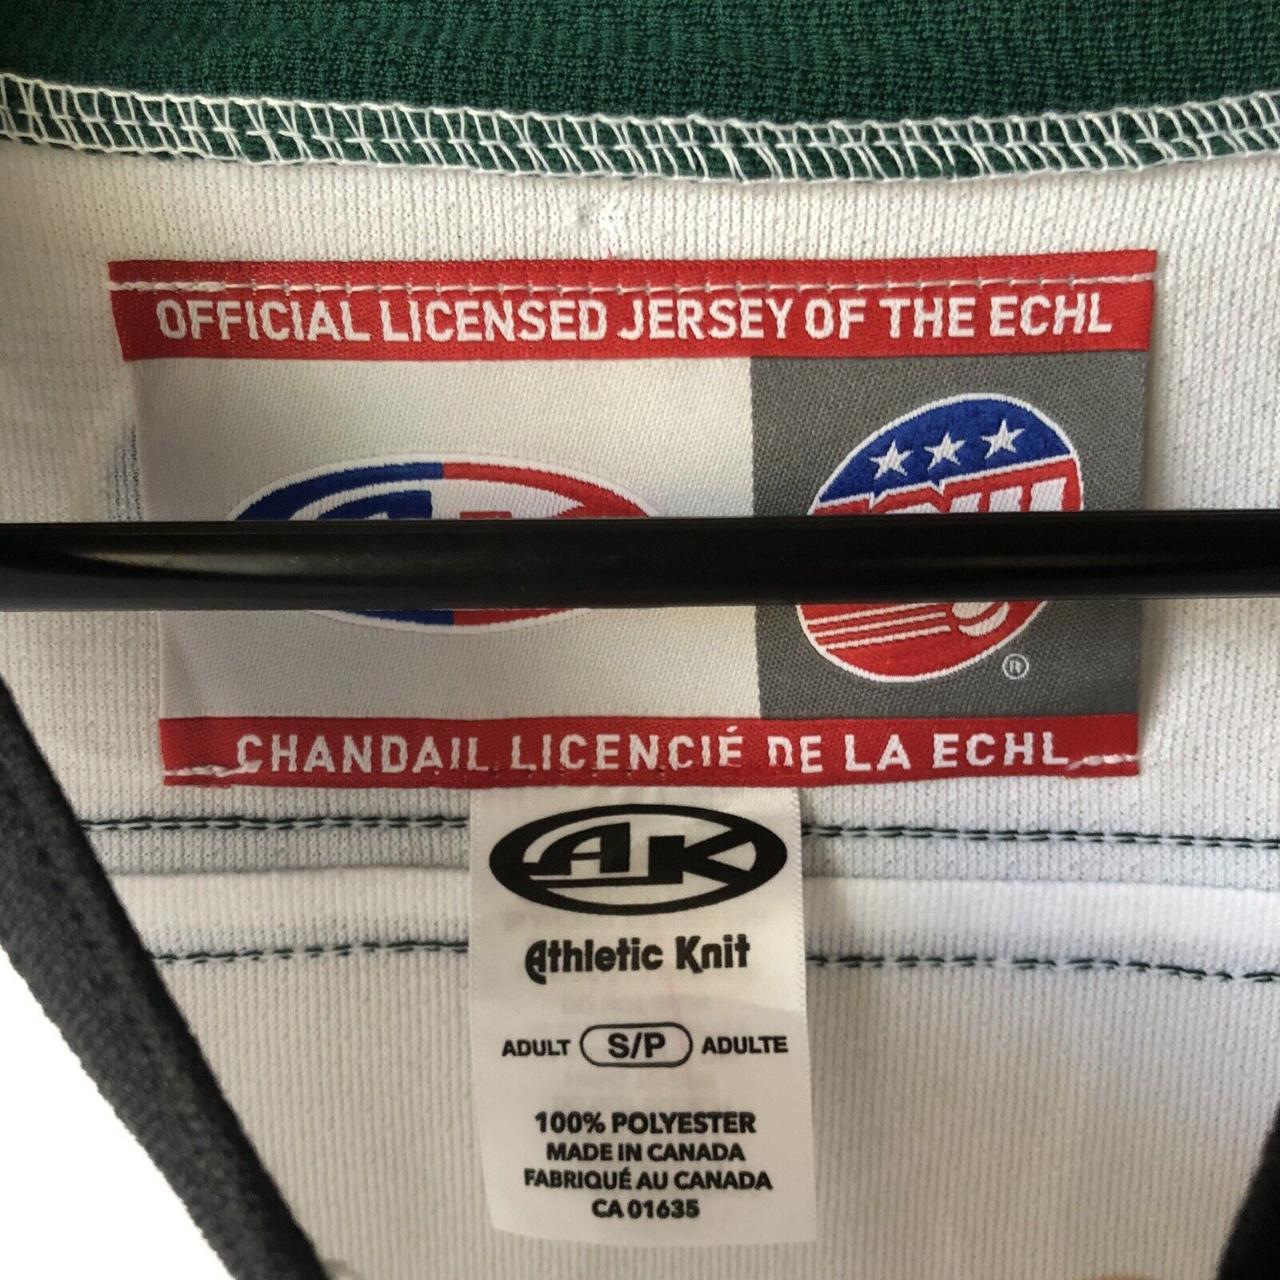 OFFICIAL LICENSED JERSEY OF THE ECHL
®
CHANDAIL LICENCIÉ DE LA ECHL
AK
Athletic Knit
ADULT S/P ADULTE
100% POLYESTER
MADE IN CANADA
FABRIQUÉ AU CANADA
CA 01635